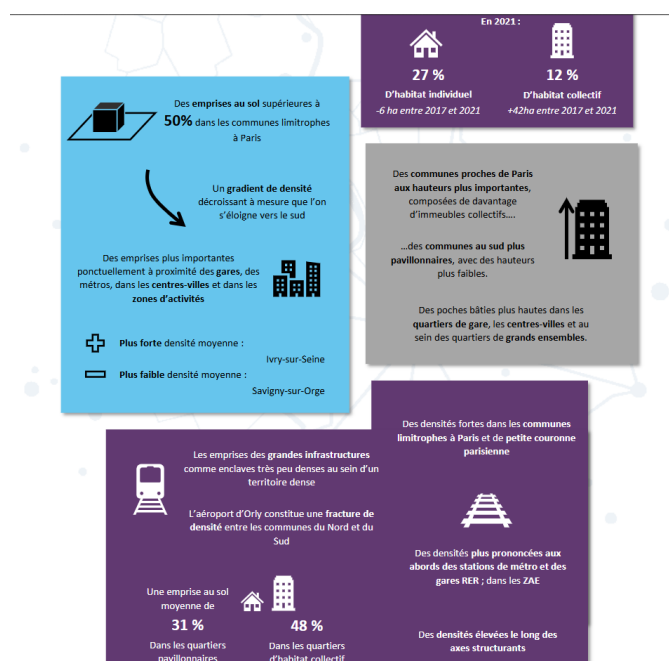 En 2021 :
27 %
D'habitat individuel
-6 ha entre 2017 et 2021
12 %
D'habitat collectif
+42ha entre 2017 et 2021
Des emprises au sol supérieures à
50% dans les communes limitrophes
à Paris
Un gradient de densité
décroissant à mesure que l'on
s'éloigne vers le sud
Des emprises plus importantes
ponctuellement à proximité des gares, des
métros, dans les centres-villes et dans les
zones d'activités
Plus forte densité moyenne :
Ivry-sur-Seine
Plus faible densité moyenne :
Savigny-sur-Orge
Des communes proches de Paris
aux hauteurs plus importantes,
composées de davantage
d'immeubles collectifs....
...des communes au sud plus
pavillonnaires, avec des hauteurs
plus faibles.
Des poches bâties plus hautes dans les
quartiers de gare, les centres-villes et au
sein des quartiers de grands ensembles.
Les emprises des grandes infrastructures
comme enclaves très peu denses au sein d'un
territoire dense
L'aéroport d'Orly constitue une fracture de
densité entre les communes du Nord et du
Sud
Une emprise au sol
moyenne de
31 %
Dans les quartiers
pavillonnaires
48 %
Dans les quartiers
d'habitat collectif
Des densités fortes dans les communes
limitrophes à Paris et de petite couronne
parisienne
Des densités plus prononcées aux
abords des stations de métro et des
gares RER ; dans les ZAE
Des densités élevées le long des
axes structurants